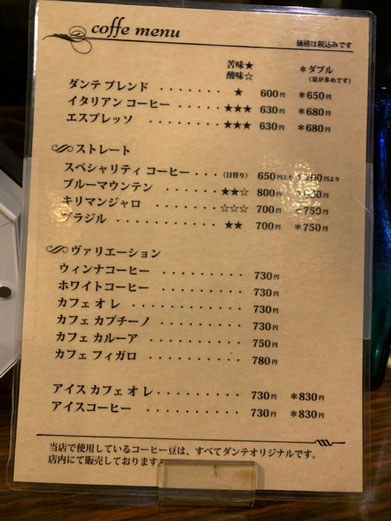 coffe menu
価格は税込みです
苦味★
酸味☆
＊ダブル
(量が多めです)
ダンテ ブレンド ・・・・・・・ ★ 600円 ＊650円
イタリアン コーヒー ・・・・・ ★★★ 630円 ＊680円
エスプレッソ ・・・・・・・・ ★★★ 630円 ＊680円
ストレート
スペシャリティ コーヒー・・・ (日替り) 650円より
ブルーマウンテン ・・・・・・ ★★☆ 800円
キリマンジャロ ・・・・・・・ ☆☆☆ 700円 ＊750円
ブラジル ・・・・・・・・・・ ★★ 700円 ＊750円
ヴァリエーション
ウィンナコーヒー ・・・・・・・・・ 730円
ホワイトコーヒー ・・・・・・・・・ 730円
カフェ オ レ ・・・・・・・・・・・ 730円
カフェ カプチーノ ・・・・・・・・・ 730円
カフェ カルーア ・・・・・・・・・・ 750円
カフェ フィガロ ・・・・・・・・・・ 780円
アイス カフェ オ レ・・・・・・・・ 730円 ＊830円
アイスコーヒー ・・・・・・・・・・ 730円 ＊830円
当店で使用しているコーヒー豆は、すべてダンテオリジナルです。
店内にて販売しております。